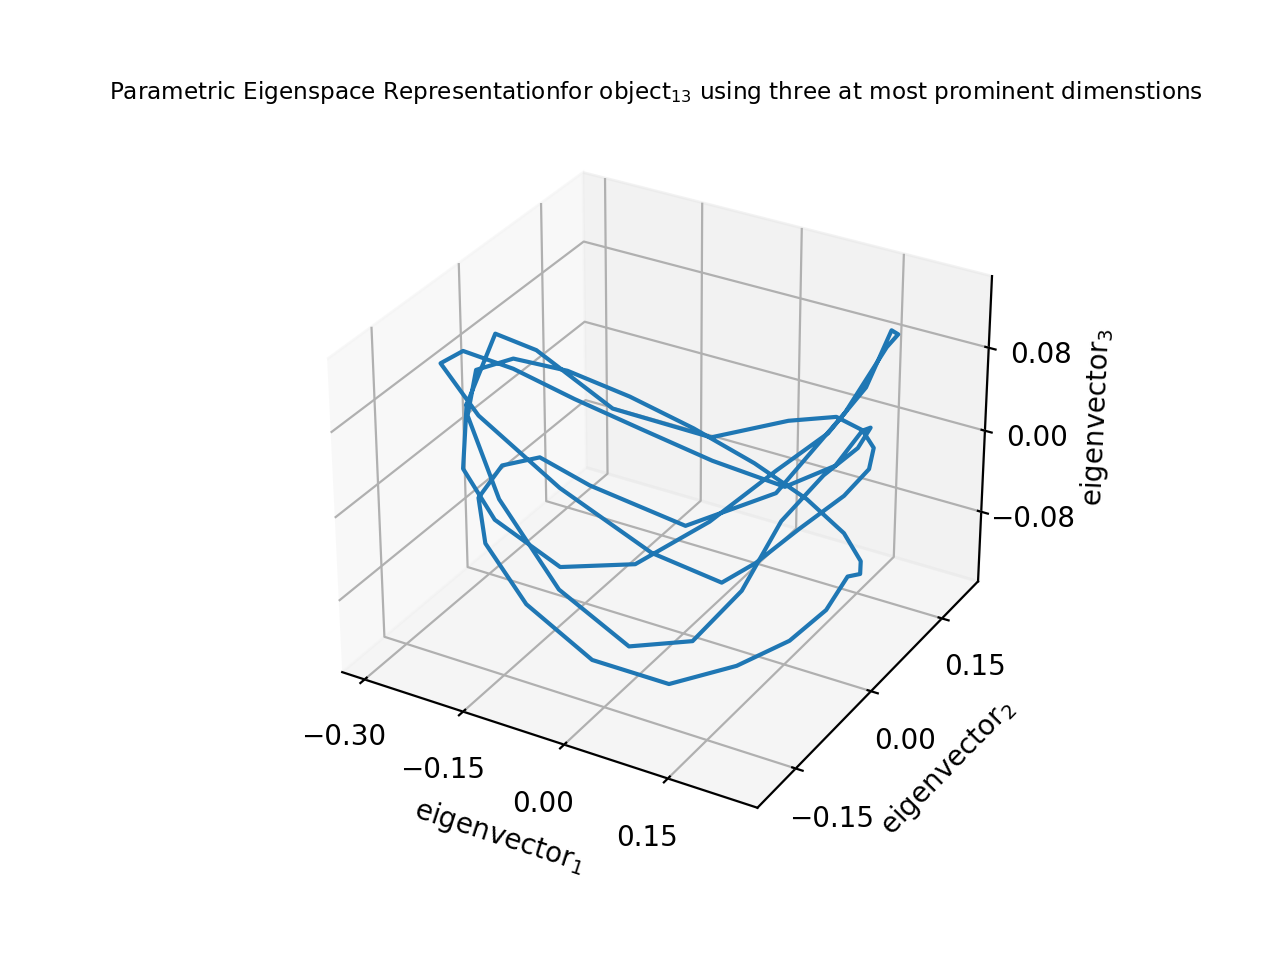 Parametric Eigenspace Representationfor object₁₃ using three at most prominent dimenstions
0.08
0.00
−0.08
eigenvector₃
0.15
0.00
−0.15
eigenvector₂
−0.30
−0.15
0.00
0.15
eigenvector₁